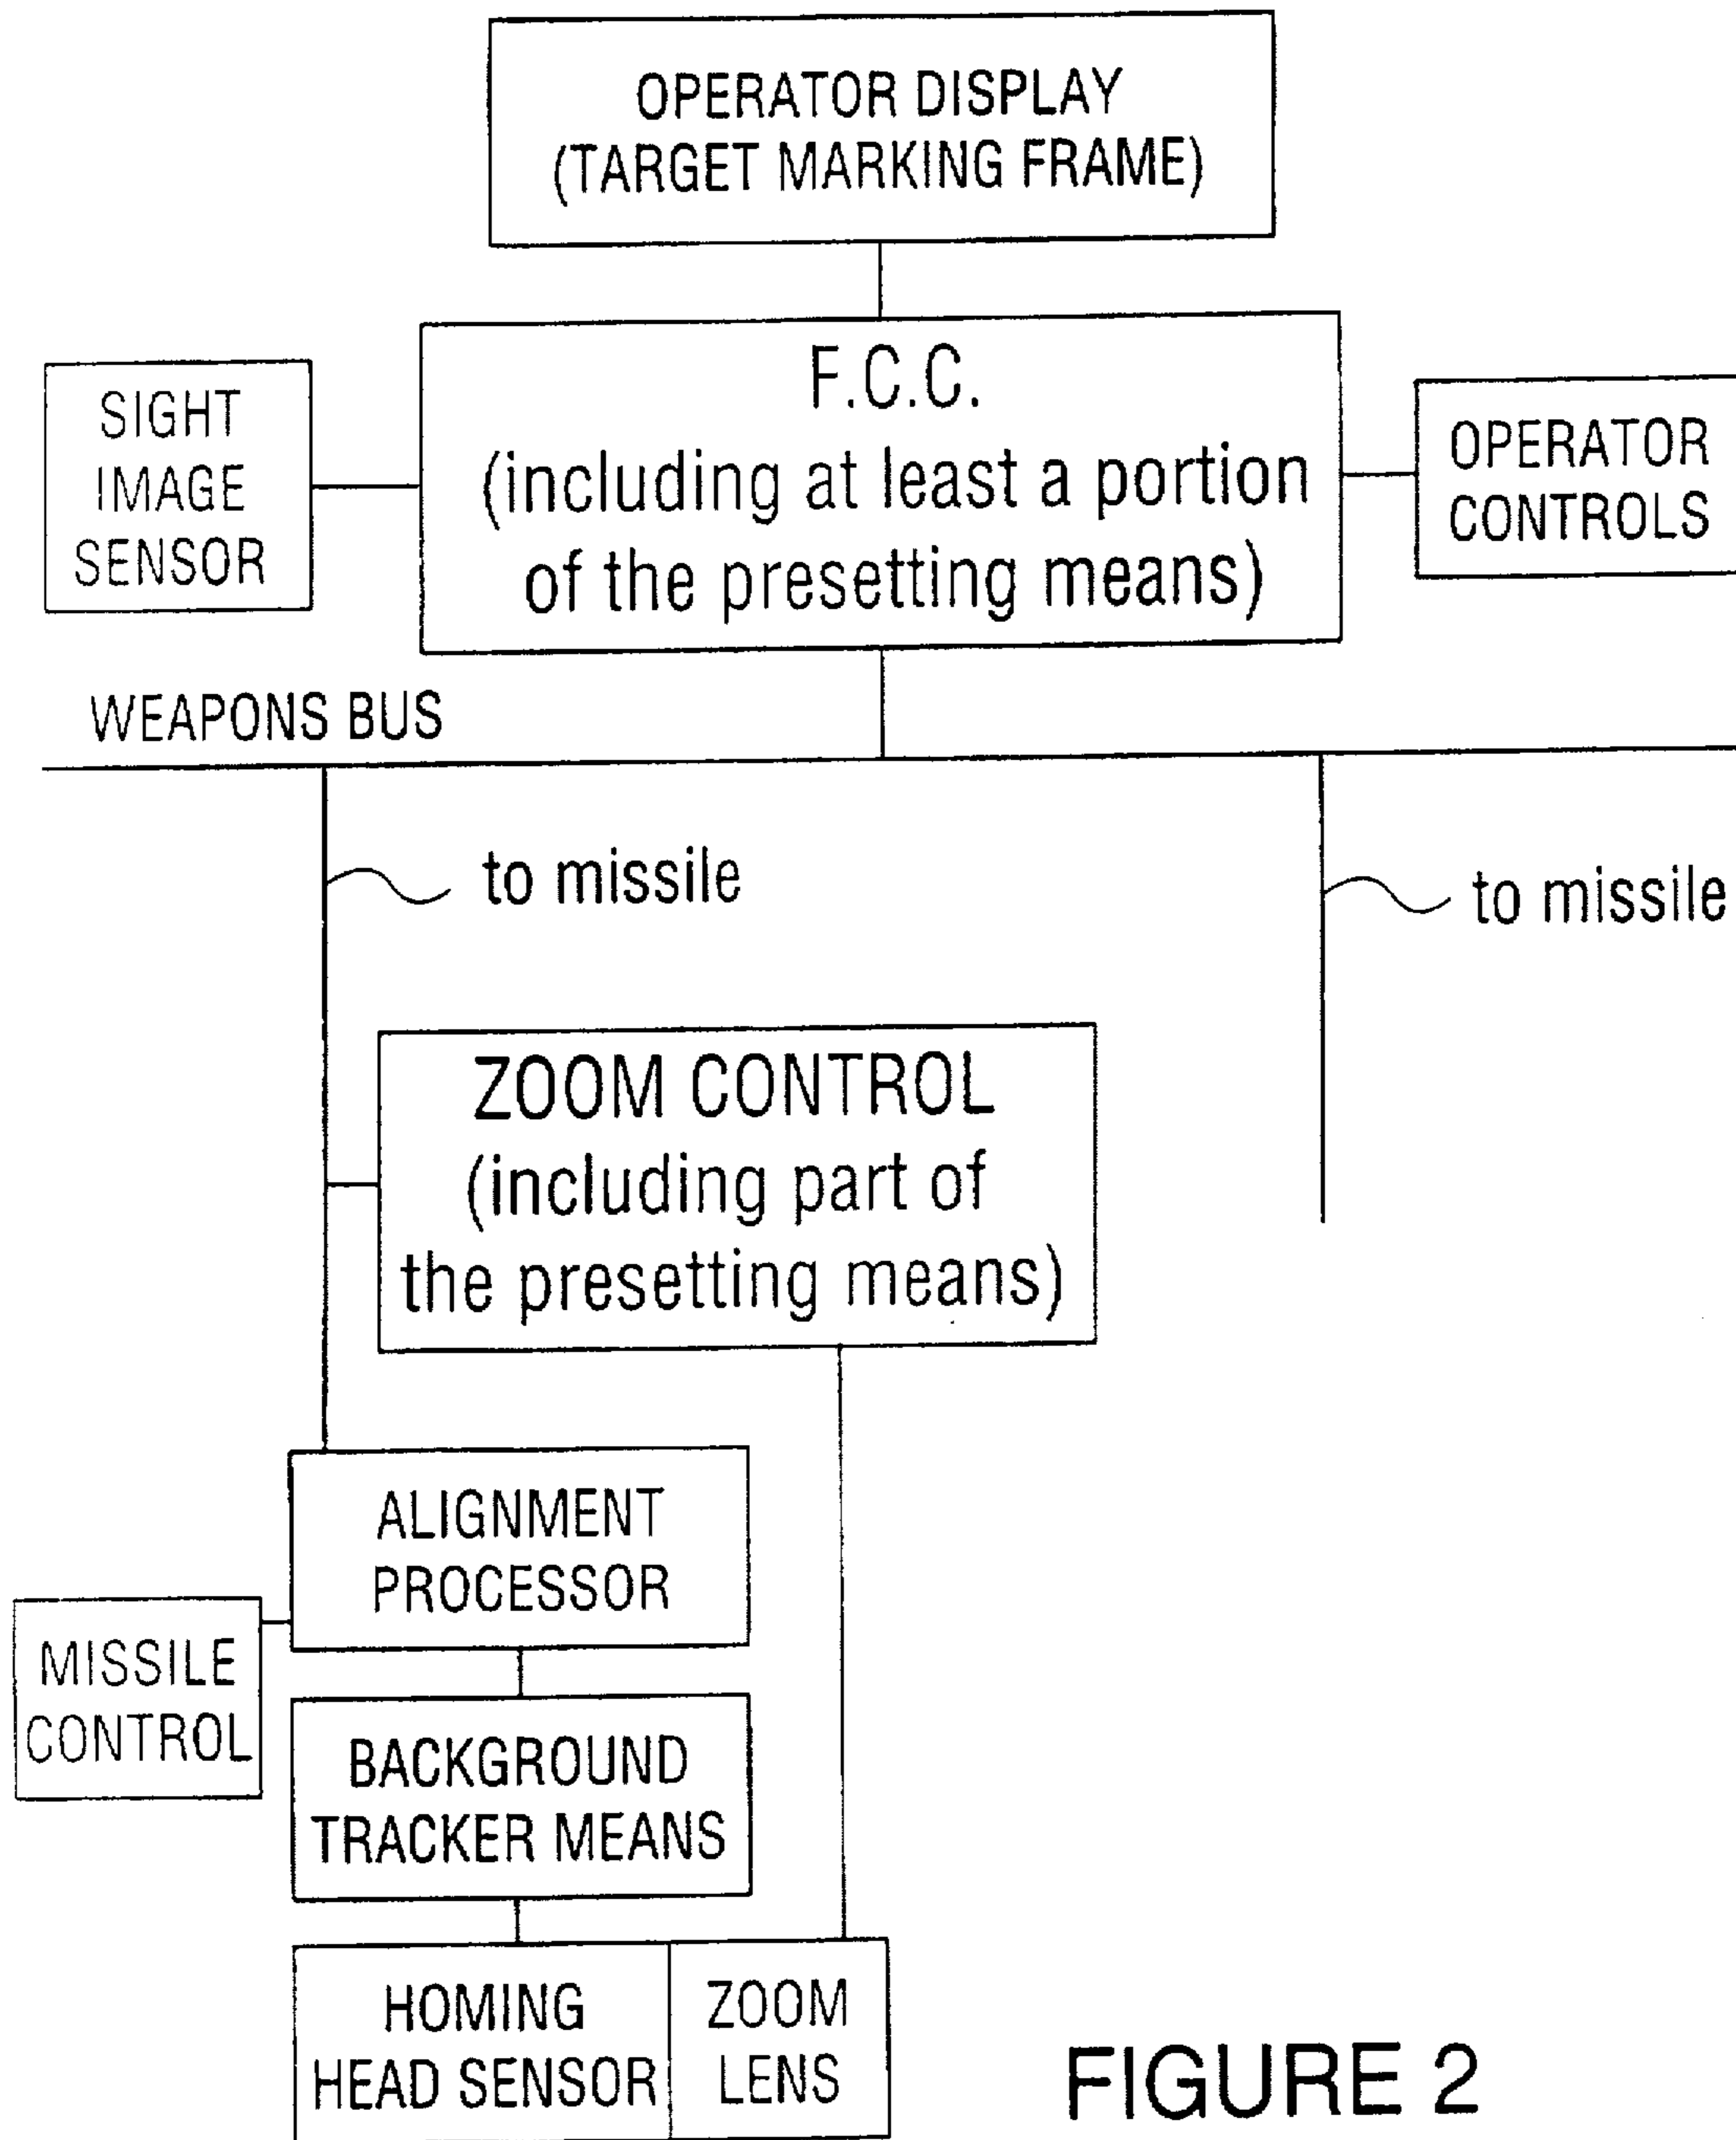 OPERATOR DISPLAY
(TARGET MARKING FRAME)
SIGHT
IMAGE
SENSOR
F.C.C.
(including at least a portion
of the presetting means)
OPERATOR
CONTROLS
WEAPONS BUS
to missile
to missile
ZOOM CONTROL
(including part of
the presetting means)
ALIGNMENT
PROCESSOR
MISSILE
CONTROL
BACKGROUND
TRACKER MEANS
HOMING
HEAD SENSOR
ZOOM
LENS
FIGURE 2